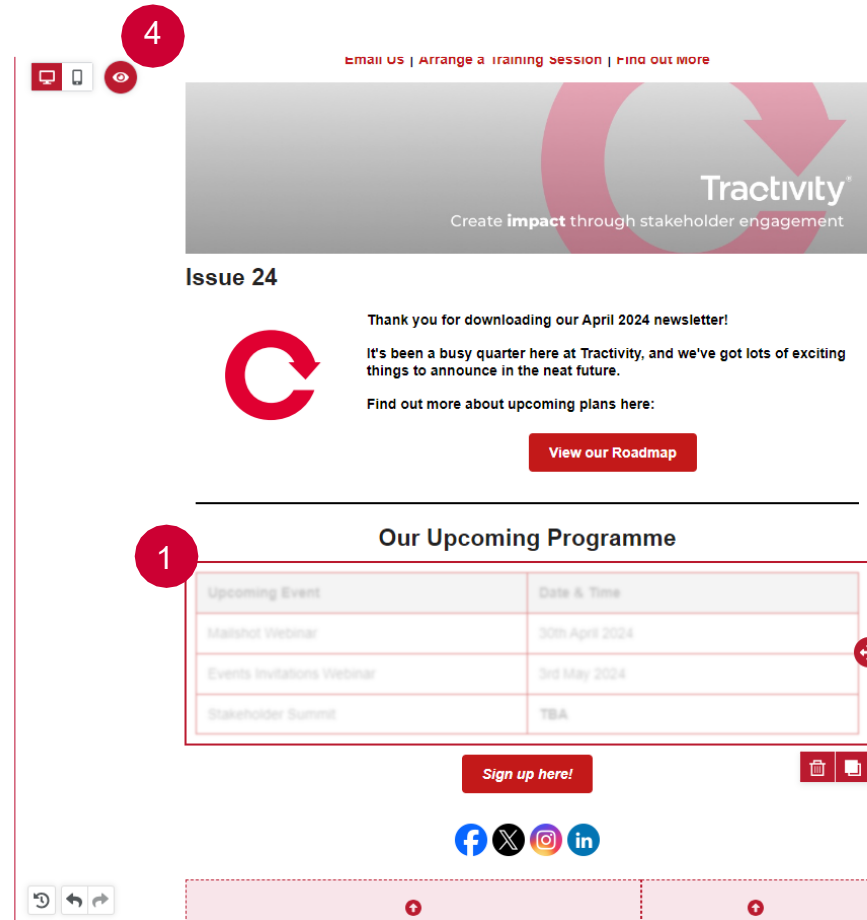 4
Email Us | Arrange a Training Session | Find out More
Tractivity
Create impact through stakeholder engagement
Issue 24
Thank you for downloading our April 2024 newsletter!
It's been a busy quarter here at Tractivity, and we've got lots of exciting
things to announce in the neat future.
Find out more about upcoming plans here:
View our Roadmap
Our Upcoming Programme
1
Upcoming Event Date & Time
Mailshot Webinar 30th April 2024
Events Invitations Webinar 3rd May 2024
Stakeholder Summit TBA
Sign up here!
in